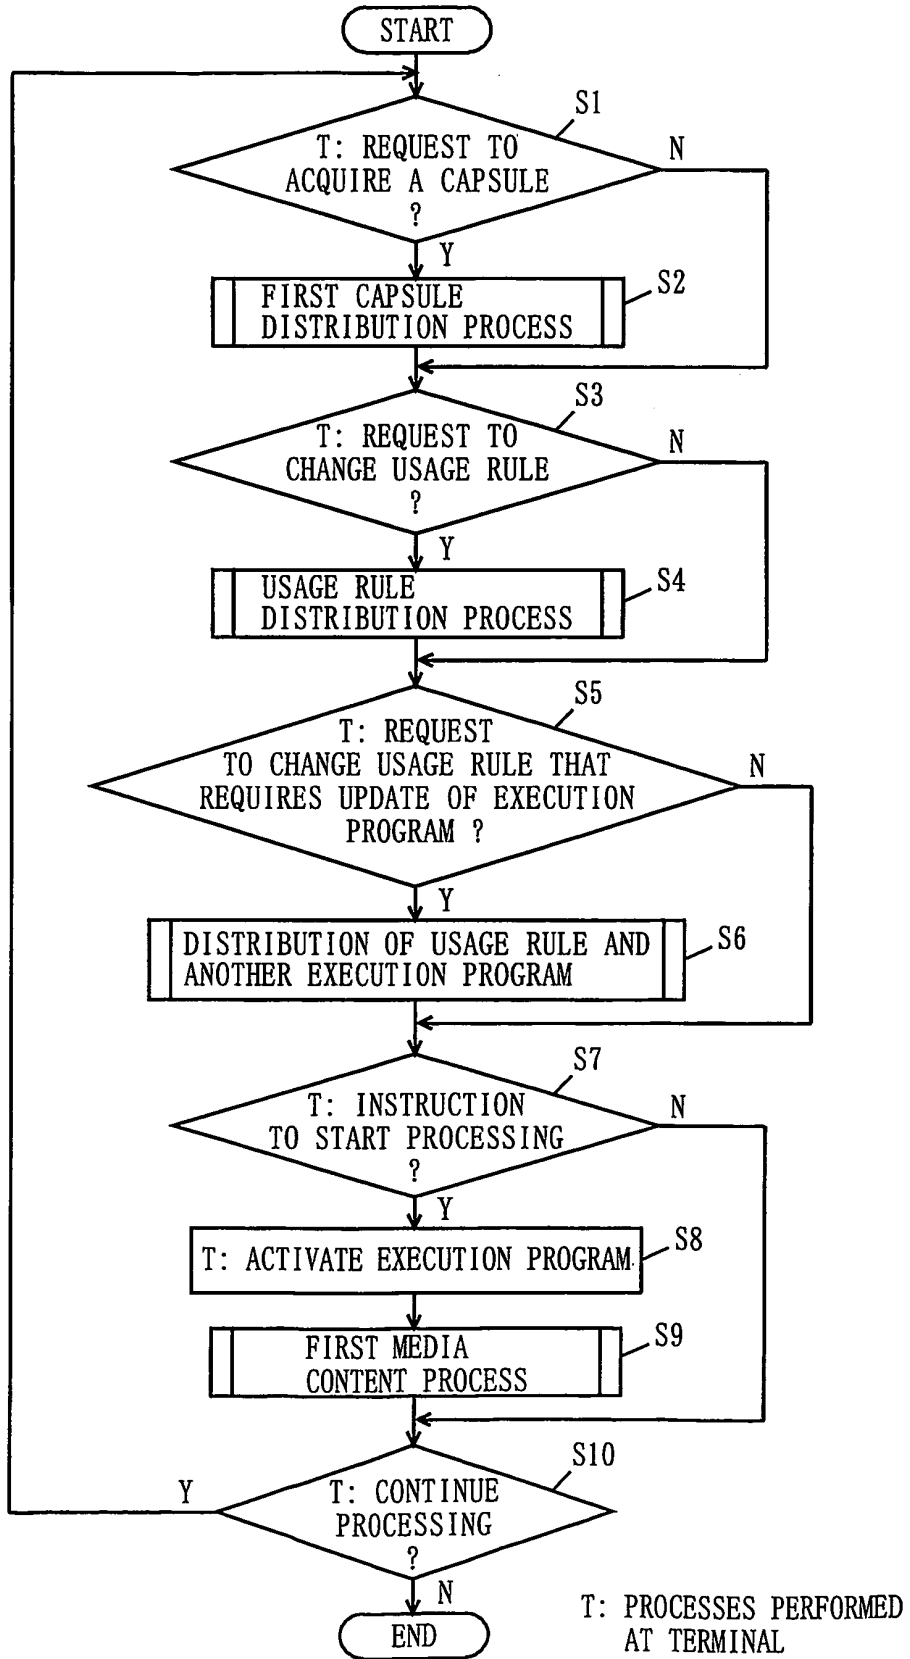 START
S1
T: REQUEST TO
ACQUIRE A CAPSULE
?
N
Y
S2
FIRST CAPSULE
DISTRIBUTION PROCESS
S3
T: REQUEST TO
CHANGE USAGE RULE
?
N
Y
S4
USAGE RULE
DISTRIBUTION PROCESS
S5
T: REQUEST
TO CHANGE USAGE RULE THAT
REQUIRES UPDATE OF EXECUTION
PROGRAM ?
N
Y
S6
DISTRIBUTION OF USAGE RULE AND
ANOTHER EXECUTION PROGRAM
S7
T: INSTRUCTION
TO START PROCESSING
?
N
Y
S8
T: ACTIVATE EXECUTION PROGRAM
S9
FIRST MEDIA
CONTENT PROCESS
S10
Y
T: CONTINUE
PROCESSING
?
N
END
T: PROCESSES PERFORMED
AT TERMINAL